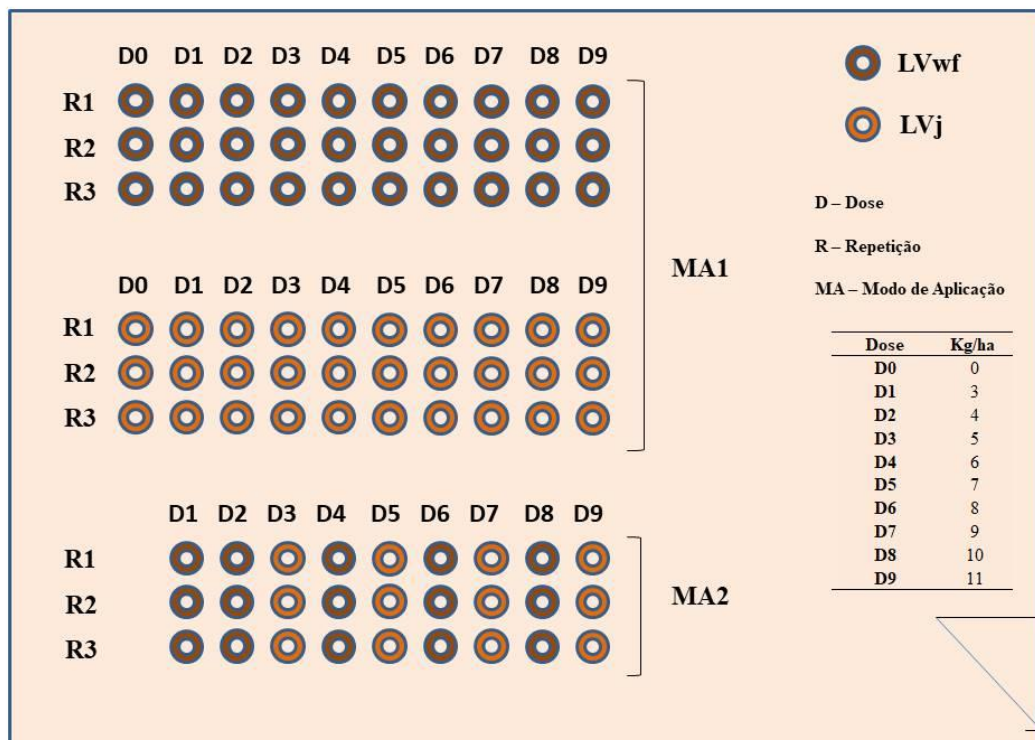 D0 D1 D2 D3 D4 D5 D6 D7 D8 D9
R1
R2
R3
D0 D1 D2 D3 D4 D5 D6 D7 D8 D9
R1
R2
R3
MA1
D1 D2 D3 D4 D5 D6 D7 D8 D9
R1
R2
R3
MA2
LVwf
LVj
D – Dose
R – Repetição
MA – Modo de Aplicação
Dose Kg/ha
D0 0
D1 3
D2 4
D3 5
D4 6
D5 7
D6 8
D7 9
D8 10
D9 11